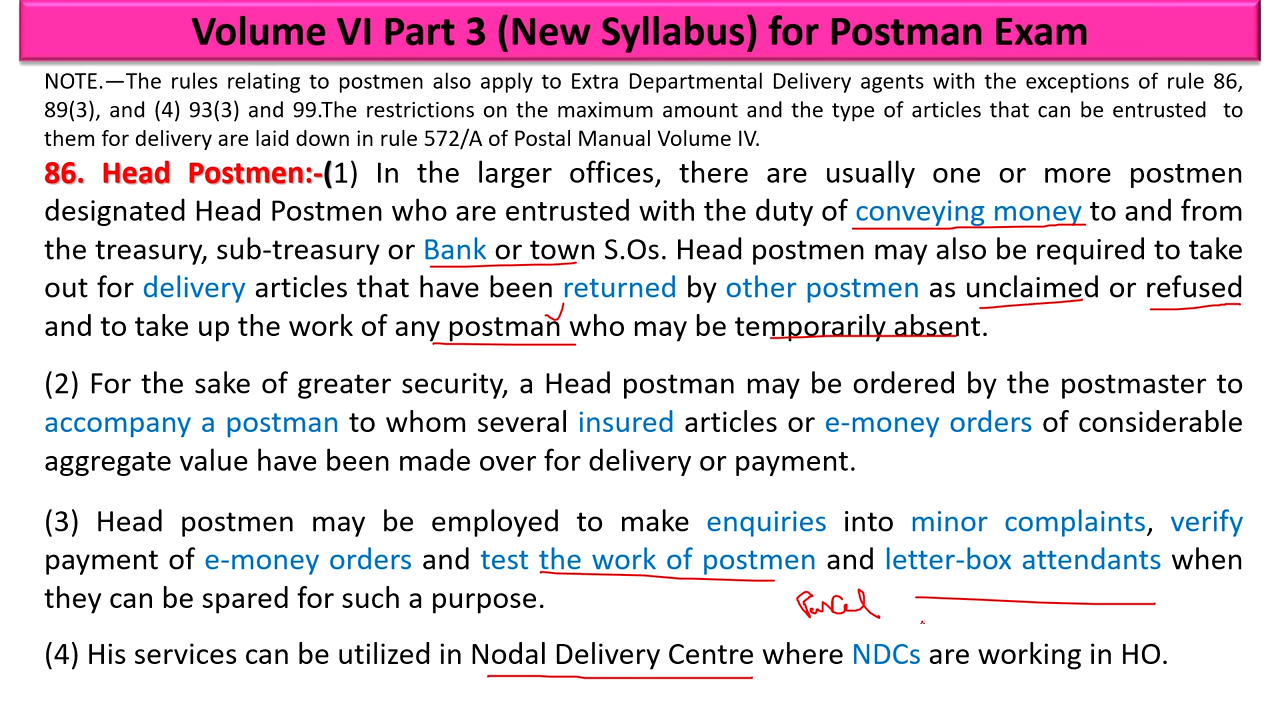 Volume VI Part 3 (New Syllabus) for Postman Exam
NOTE.—The rules relating to postmen also apply to Extra Departmental Delivery agents with the exceptions of rule 86,
89(3), and (4) 93(3) and 99.The restrictions on the maximum amount and the type of articles that can be entrusted to
them for delivery are laid down in rule 572/A of Postal Manual Volume IV.
86. Head Postmen:-(1) In the larger offices, there are usually one or more postmen
designated Head Postmen who are entrusted with the duty of conveying money to and from
the treasury, sub-treasury or Bank or town S.Os. Head postmen may also be required to take
out for delivery articles that have been returned by other postmen as unclaimed or refused
and to take up the work of any postman who may be temporarily absent.
(2) For the sake of greater security, a Head postman may be ordered by the postmaster to
accompany a postman to whom several insured articles or e-money orders of considerable
aggregate value have been made over for delivery or payment.
(3) Head postmen may be employed to make enquiries into minor complaints, verify
payment of e-money orders and test the work of postmen and letter-box attendants when
they can be spared for such a purpose.
Parcel
(4) His services can be utilized in Nodal Delivery Centre where NDCs are working in HO.